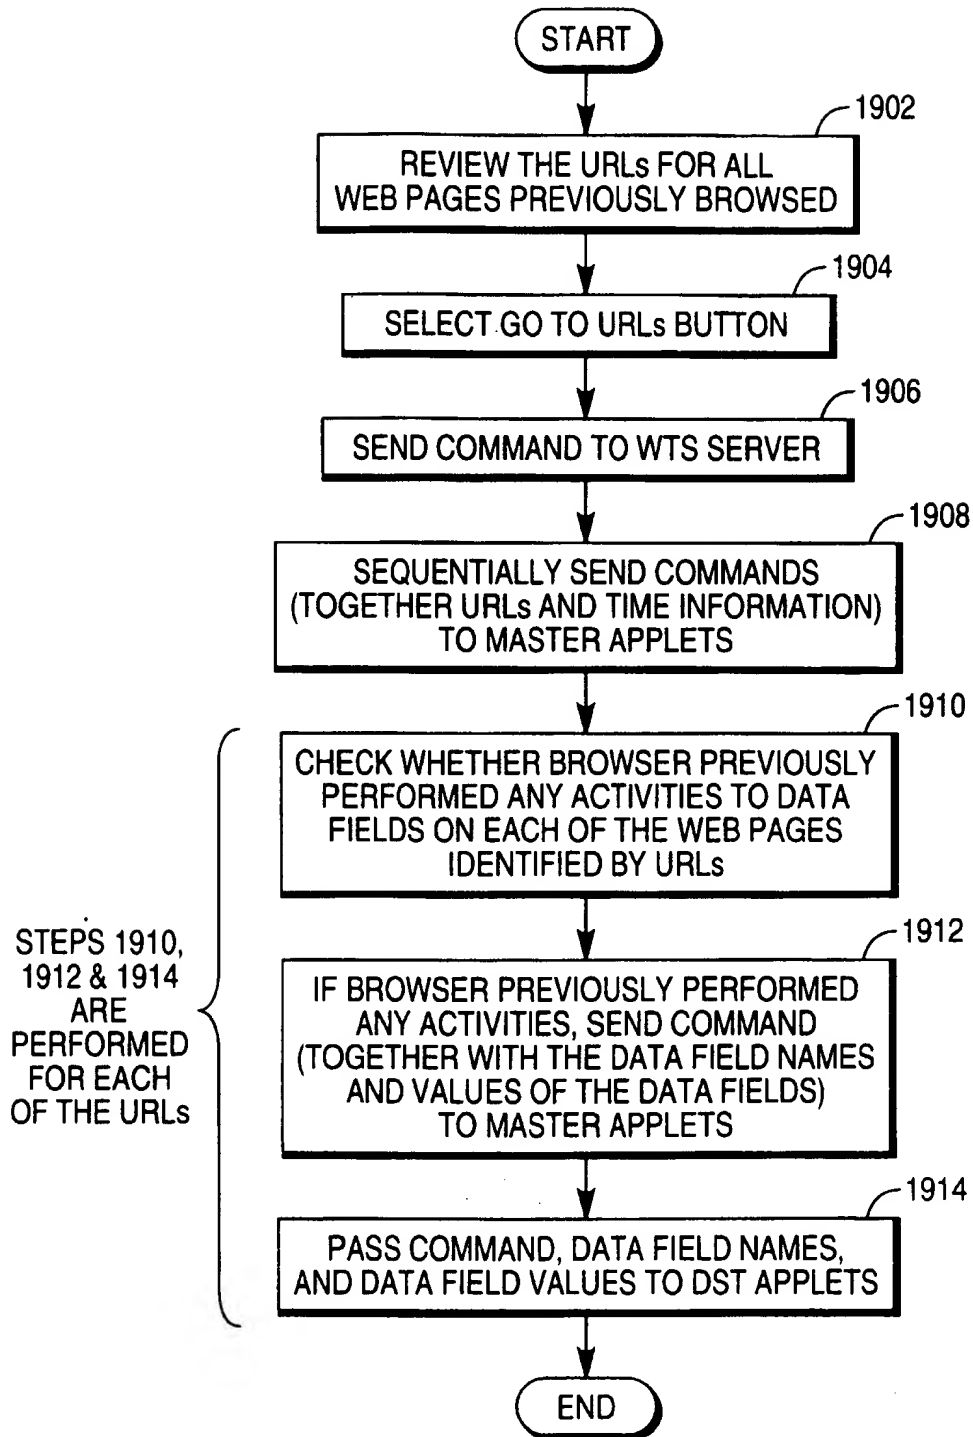 START
1902
REVIEW THE URLs FOR ALL
WEB PAGES PREVIOUSLY BROWSED
1904
SELECT GO TO URLs BUTTON
1906
SEND COMMAND TO WTS SERVER
1908
SEQUENTIALLY SEND COMMANDS
(TOGETHER URLs AND TIME INFORMATION)
TO MASTER APPLETS
1910
CHECK WHETHER BROWSER PREVIOUSLY
PERFORMED ANY ACTIVITIES TO DATA
FIELDS ON EACH OF THE WEB PAGES
IDENTIFIED BY URLs
STEPS 1910,
1912 & 1914
ARE
PERFORMED
FOR EACH
OF THE URLs
1912
IF BROWSER PREVIOUSLY PERFORMED
ANY ACTIVITIES, SEND COMMAND
(TOGETHER WITH THE DATA FIELD NAMES
AND VALUES OF THE DATA FIELDS)
TO MASTER APPLETS
1914
PASS COMMAND, DATA FIELD NAMES,
AND DATA FIELD VALUES TO DST APPLETS
END